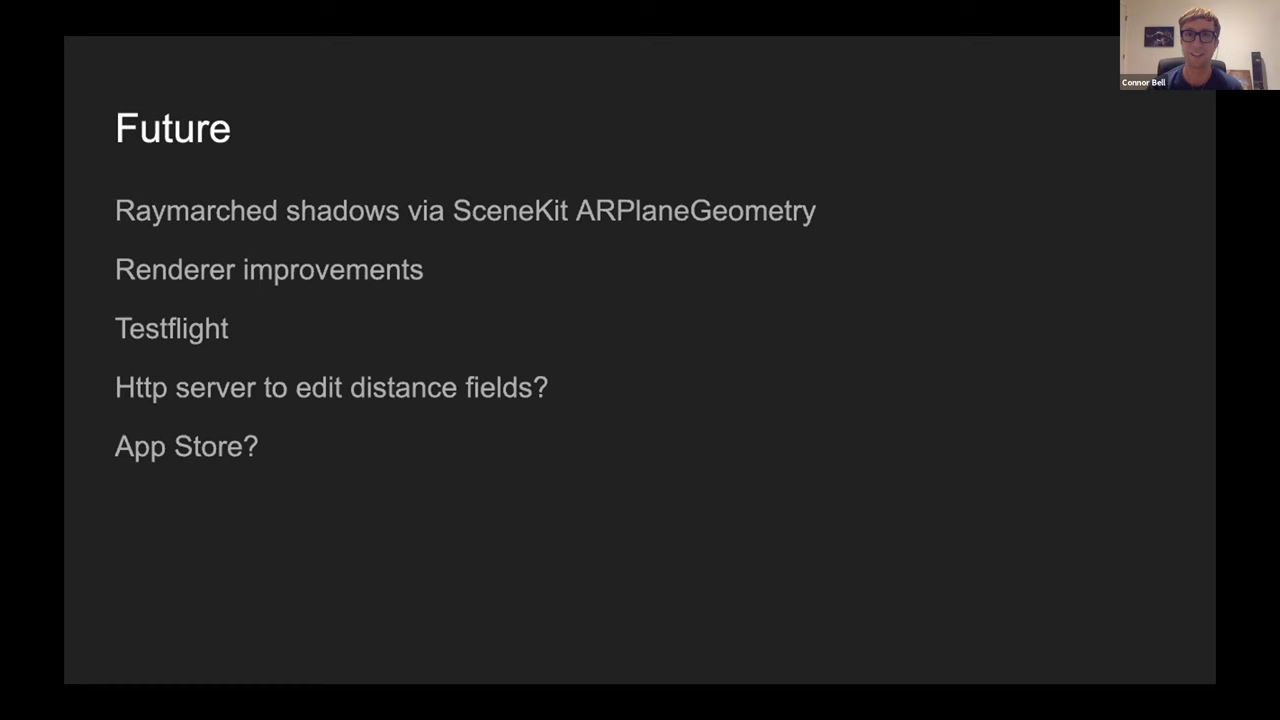 Connor Bell
Future
Raymarched shadows via SceneKit ARPlaneGeometry
Renderer improvements
Testflight
Http server to edit distance fields?
App Store?